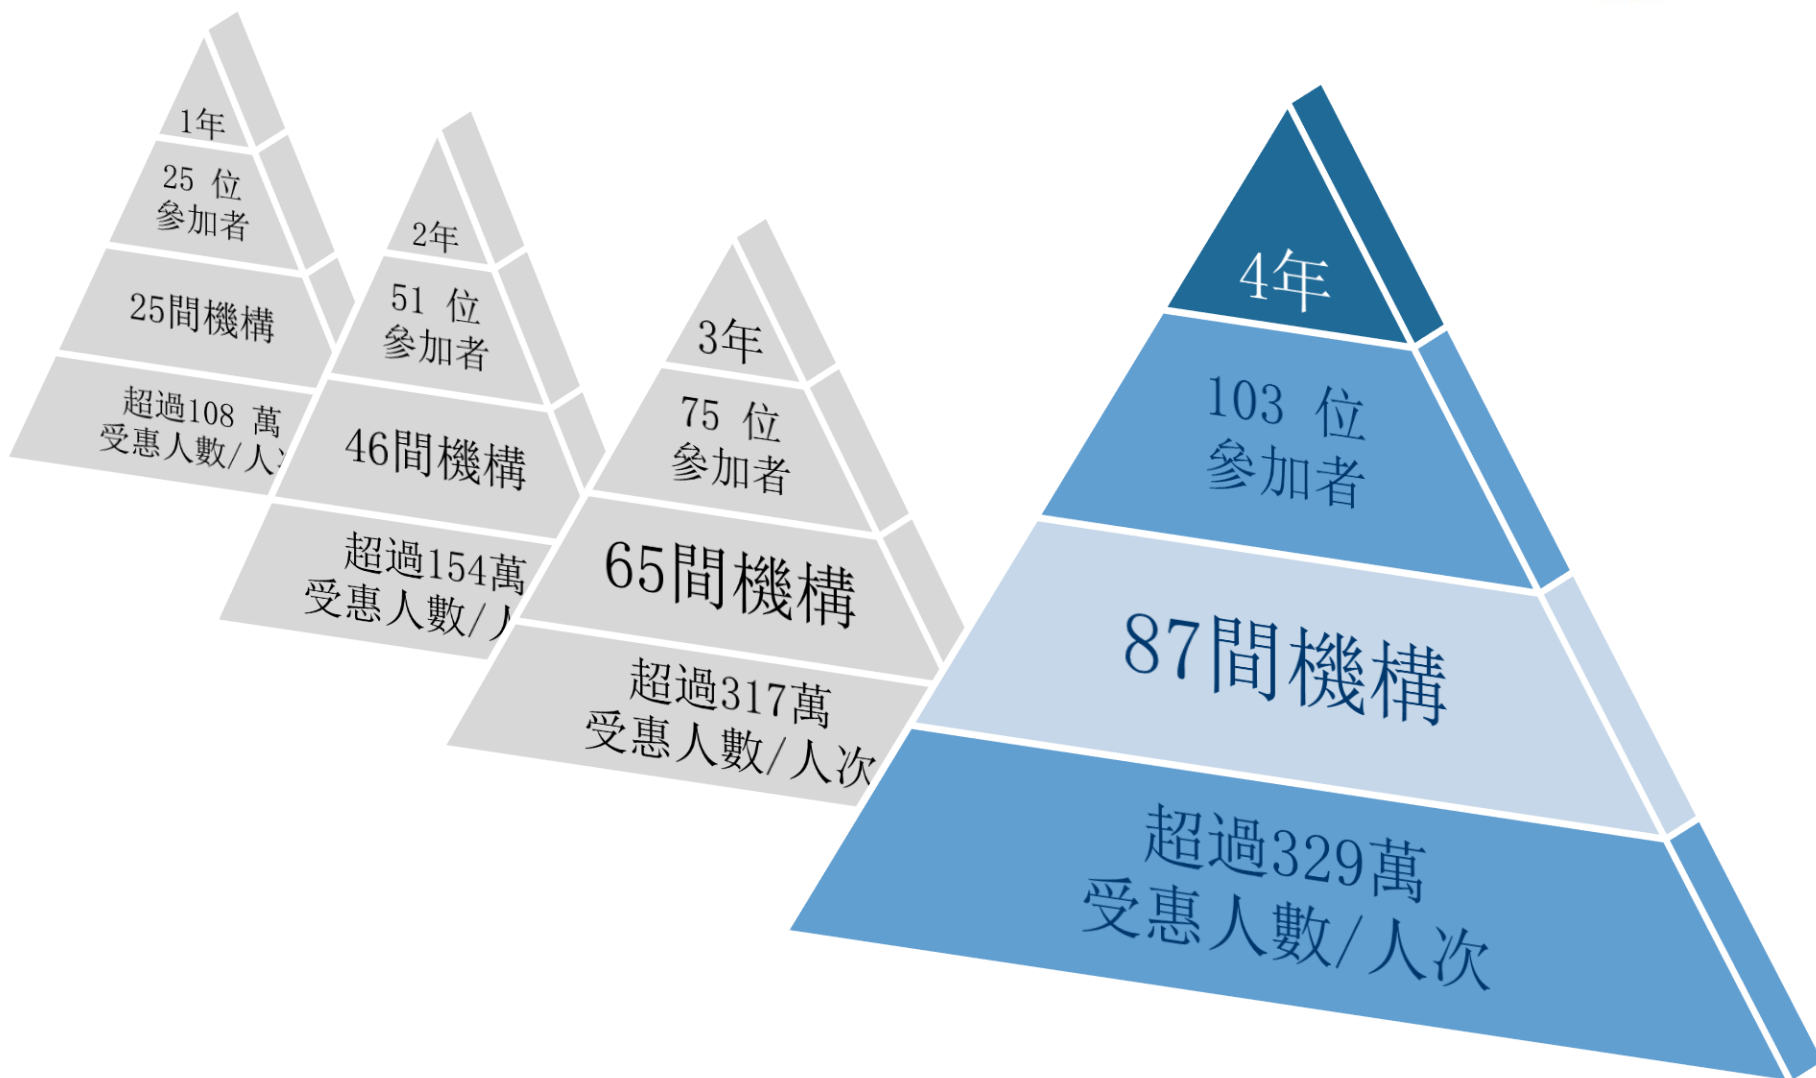 1年
25 位
參加者
25間機構
超過108 萬
受惠人數/人
2年
51 位
參加者
46間機構
超過154萬
受惠人數/人
3年
75 位
參加者
65間機構
超過317萬
受惠人數/人次
4年
103 位
參加者
87間機構
超過329萬
受惠人數/人次